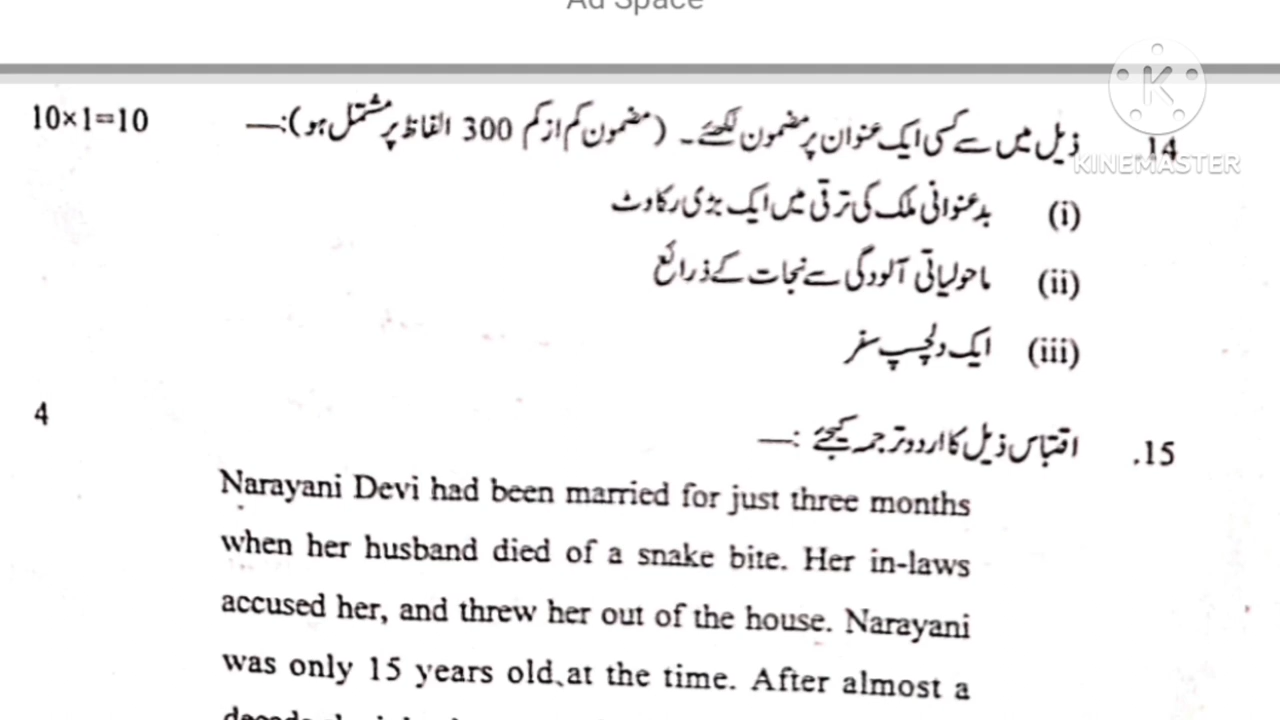 Ad Space
KINEMASTER
14 ذیل میں سے کسی ایک عنوان پر مضمون لکھئے۔ (مضمون کم از کم 300 الفاظ پر مشتمل ہو):— 10×1=10
(i) بدعنوانی ملک کی ترقی میں ایک بڑی رکاوٹ
(ii) ماحولیاتی آلودگی سے نجات کے ذرائع
(iii) ایک دلچسپ سفر
.15 اقتباس ذیل کا اردو ترجمہ کیجئے :— 4
Narayani Devi had been married for just three months
when her husband died of a snake bite. Her in-laws
accused her, and threw her out of the house. Narayani
was only 15 years old at the time. After almost a